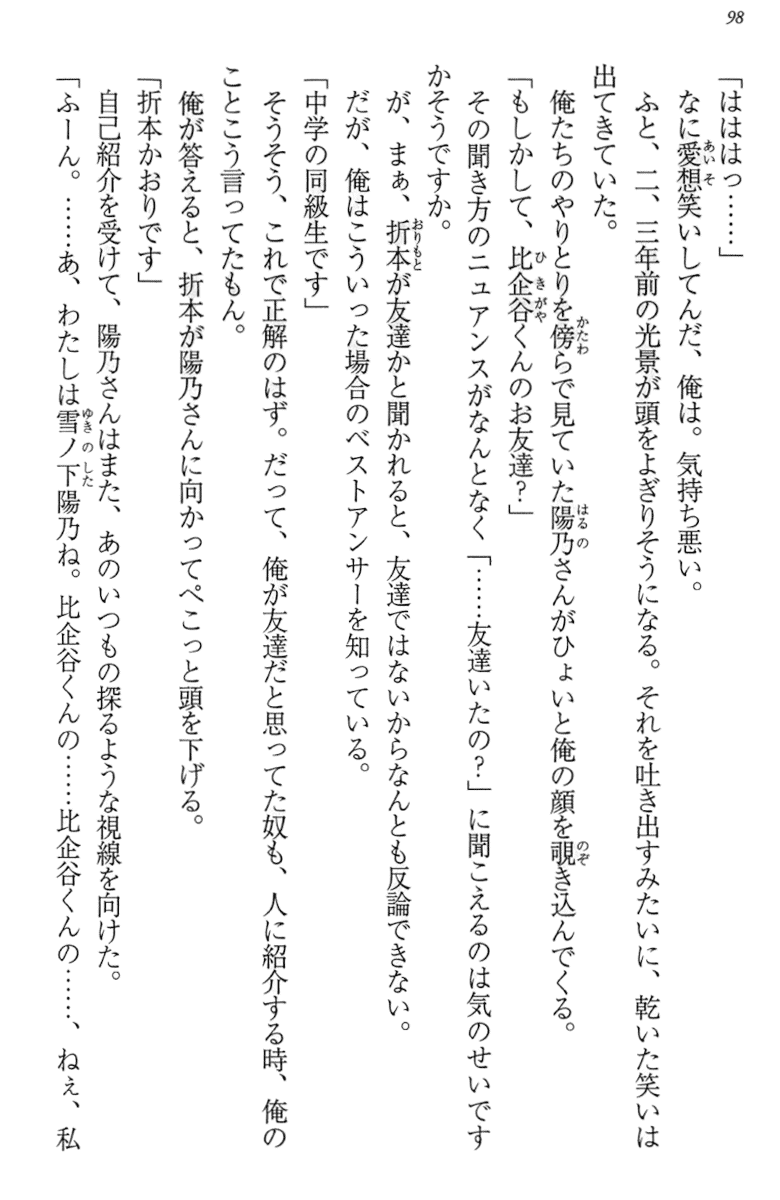 98
「はははっ……」
なに愛想笑いしてんだ、俺は。気持ち悪い。
ふと、二、三年前の光景が頭をよぎりそうになる。それを吐き出すみたいに、乾いた笑いは
出てきていた。
俺たちのやりとりを傍らで見ていた陽乃さんがひょいと俺の顔を覗き込んでくる。
「もしかして、比企谷くんのお友達?」
その聞き方のニュアンスがなんとなく「……友達いたの?」に聞こえるのは気のせいです
かそうですか。
が、まぁ、折本が友達かと聞かれると、友達ではないからなんとも反論できない。
だが、俺はこういった場合のベストアンサーを知っている。
「中学の同級生です」
そうそう、これで正解のはず。だって、俺が友達だと思ってた奴も、人に紹介する時、俺の
ことこう言ってたもん。
俺が答えると、折本が陽乃さんに向かってぺこっと頭を下げる。
「折本かおりです」
自己紹介を受けて、陽乃さんはまた、あのいつもの探るような視線を向けた。
「ふーん。……あ、わたしは雪ノ下陽乃ね。比企谷くんの……比企谷くんの……、ねぇ、私